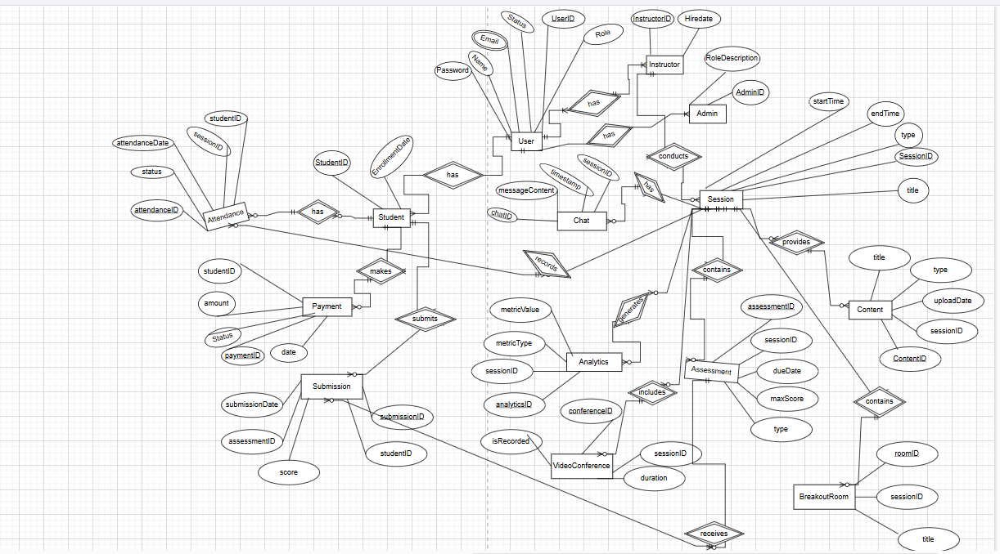 Status
UserID
InstructorID
Hiredate
Email
Role
Name
Password
Instructor
RoleDescription
has
AdminID
startTime
Admin
endTime
studentID
has
type
attendanceDate
sessionID
User
StudentID
EnrollmentDate
conducts
SessionID
status
has
timestamp
sessionID
has
messageContent
title
Session
attendanceID
Attendance
has
Student
chatID
Chat
provides
records
contains
studentID
makes
title
type
amount
Payment
metricValue
generates
assessmentID
Content
uploadDate
submits
sessionID
Status
metricType
sessionID
paymentID
date
Analytics
ContentID
sessionID
Assessment
dueDate
Submission
includes
maxScore
contains
submissionDate
analyticsID
conferenceID
submissionID
type
assessmentID
isRecorded
studentID
sessionID
roomID
VideoConference
score
duration
BreakoutRoom
sessionID
receives
title